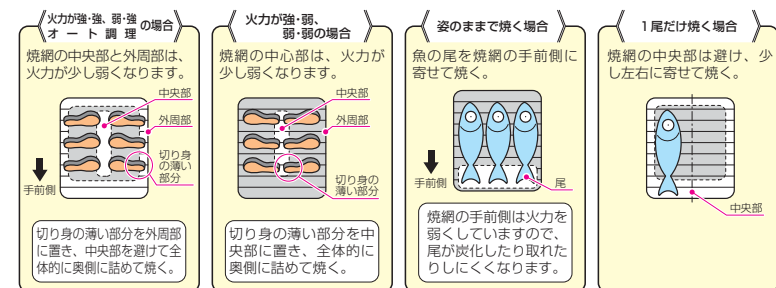 火力が強・強、弱・強
オート調理
の場合
焼網の中央部と外周部は、
火力が少し弱くなります。
中央部
外周部
切り身
の薄い
部分
手前側
切り身の薄い部分を外周部
に置き、中央部を避けて全
体的に奥側に詰めて焼く。
火力が強・弱、
弱・弱の場合
焼網の中心部は、火力が
少し弱くなります。
中央部
外周部
切り身の
薄い部分
切り身の薄い部分を中
央部に置き、全体的に
奥側に詰めて焼く。
姿のままで焼く場合
魚の尾を焼網の手前側に
寄せて焼く。
手前側
尾
焼網の手前側は火力を
弱くしていますので、
尾が炭化したり取れた
りしにくくなります。
1尾だけ焼く場合
焼網の中央部は避け、少
し左右に寄せて焼く。
中央部